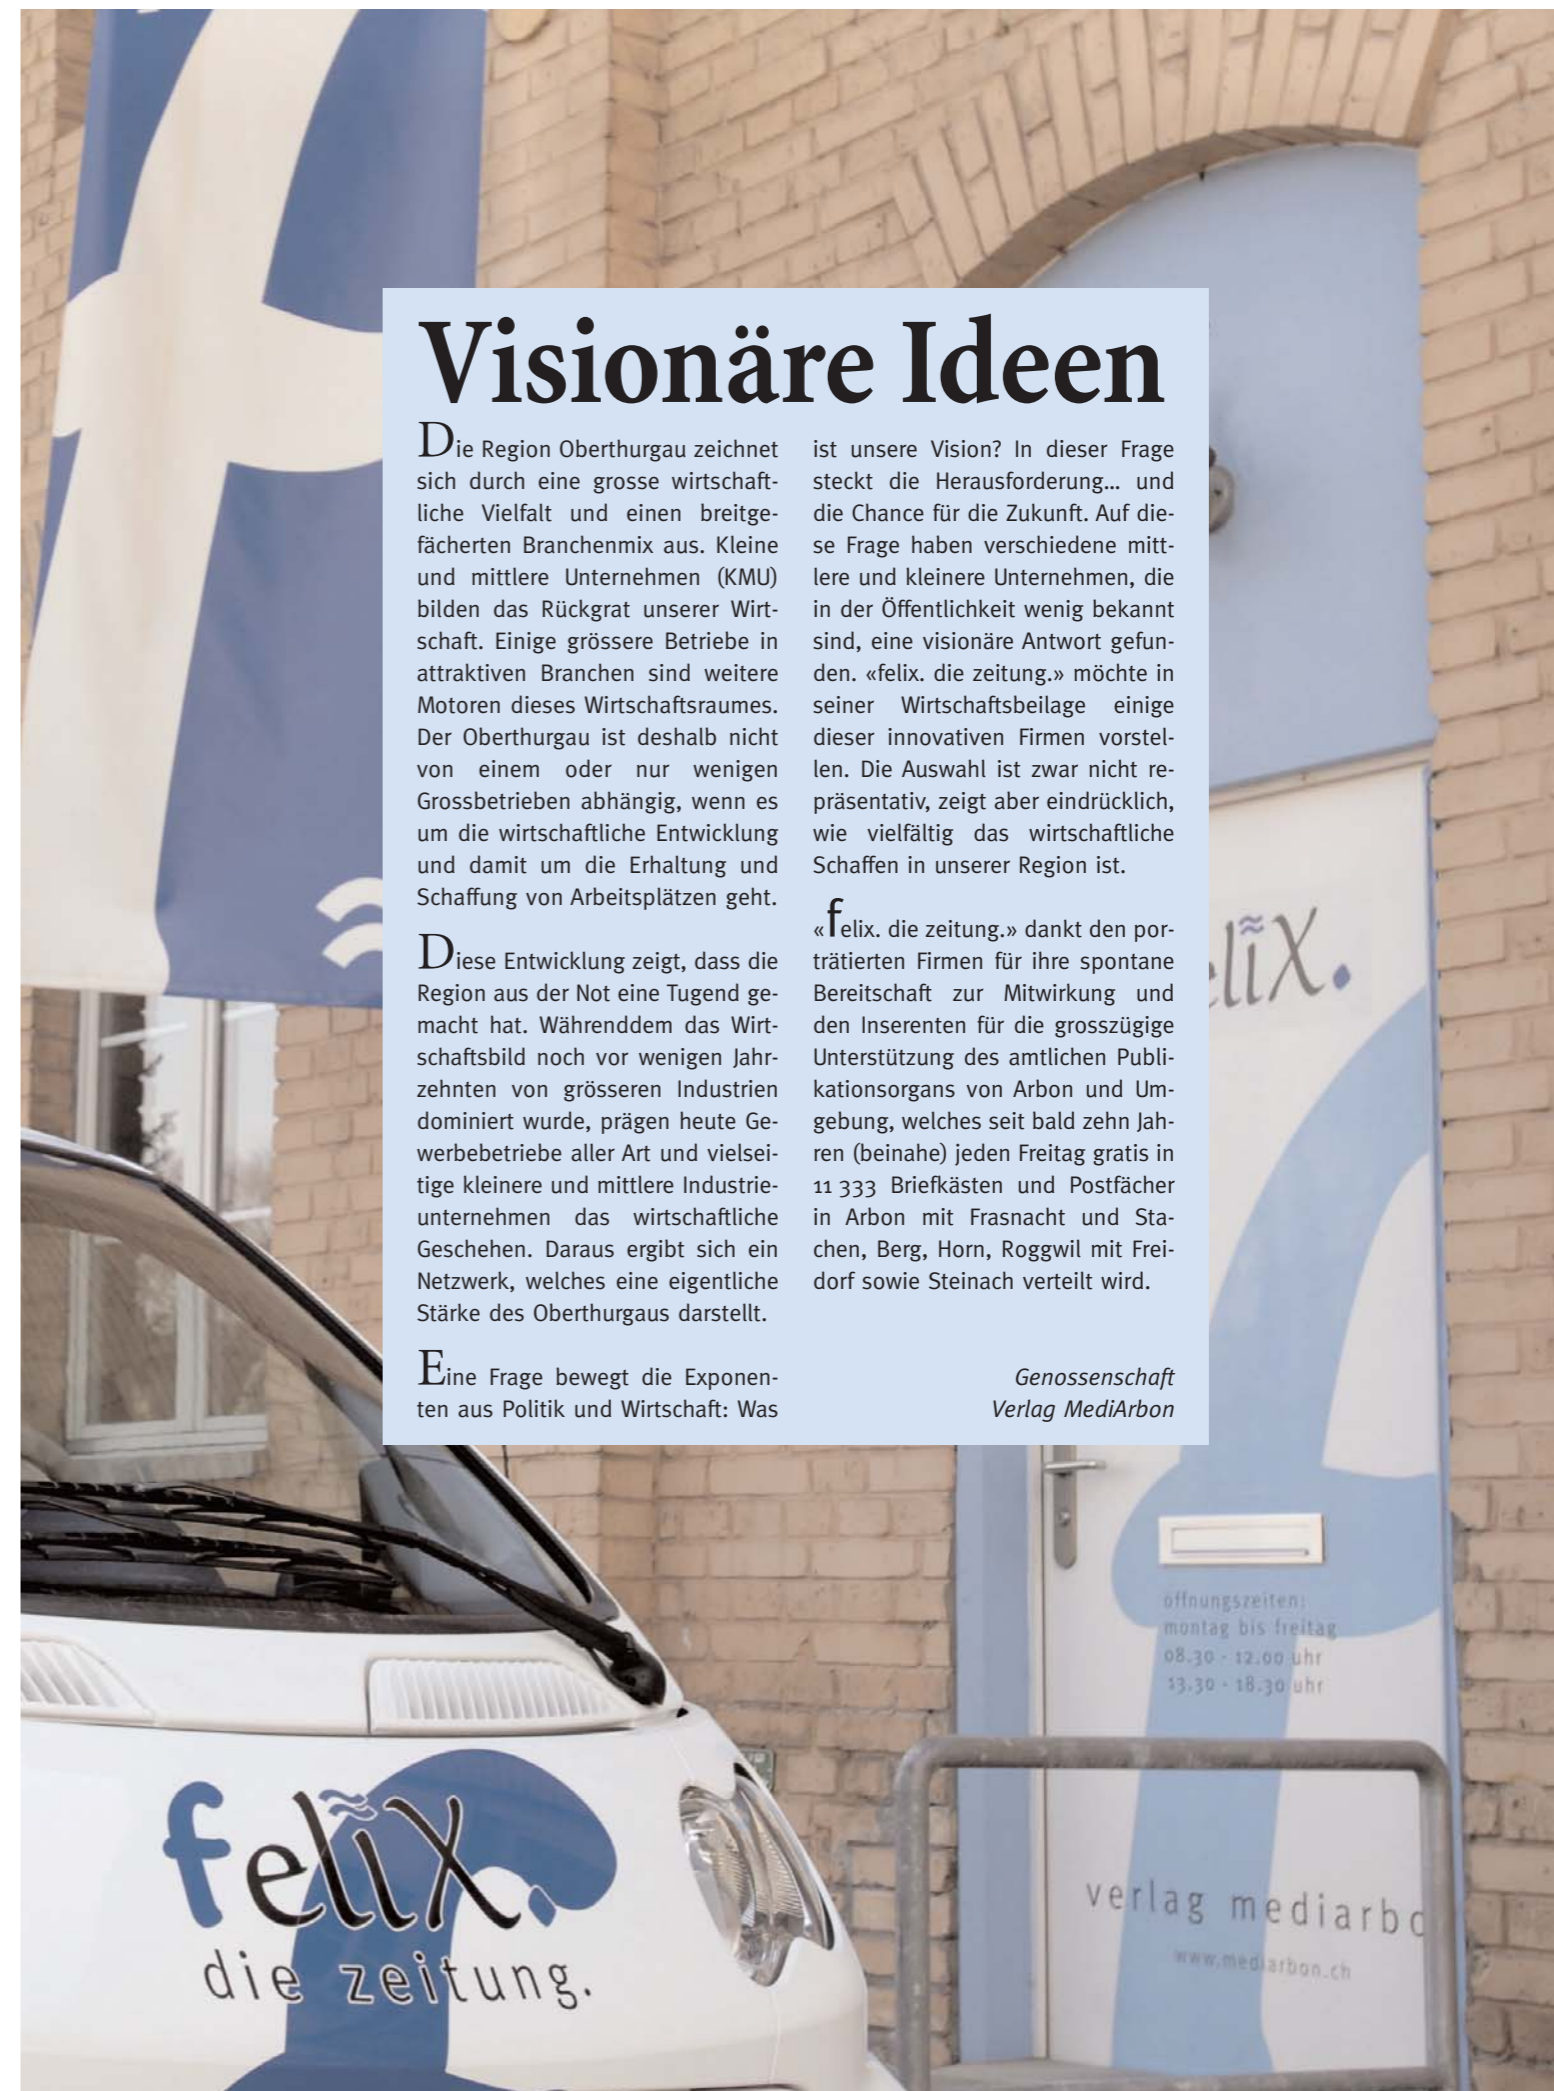 Visionäre Ideen
Die Region Oberthurgau zeichnet
sich durch eine grosse wirtschaft-
liche Vielfalt und einen breitge-
fächerten Branchenmix aus. Kleine
und mittlere Unternehmen (KMU)
bilden das Rückgrat unserer Wirt-
schaft. Einige grössere Betriebe in
attraktiven Branchen sind weitere
Motoren dieses Wirtschaftsraumes.
Der Oberthurgau ist deshalb nicht
von einem oder nur wenigen
Grossbetrieben abhängig, wenn es
um die wirtschaftliche Entwicklung
und damit um die Erhaltung und
Schaffung von Arbeitsplätzen geht.
Diese Entwicklung zeigt, dass die
Region aus der Not eine Tugend ge-
macht hat. Währenddem das Wirt-
schaftsbild noch vor wenigen Jahr-
zehnten von grösseren Industrien
dominiert wurde, prägen heute Ge-
werbebetriebe aller Art und vielsei-
tige kleinere und mittlere Industrie-
unternehmen das wirtschaftliche
Geschehen. Daraus ergibt sich ein
Netzwerk, welches eine eigentliche
Stärke des Oberthurgaus darstellt.
Eine Frage bewegt die Exponen-
ten aus Politik und Wirtschaft: Was
ist unsere Vision? In dieser Frage
steckt die Herausforderung... und
die Chance für die Zukunft. Auf die-
se Frage haben verschiedene mitt-
lere und kleinere Unternehmen, die
in der Öffentlichkeit wenig bekannt
sind, eine visionäre Antwort gefun-
den. «felix. die zeitung.» möchte in
seiner Wirtschaftsbeilage einige
dieser innovativen Firmen vorstel-
len. Die Auswahl ist zwar nicht re-
präsentativ, zeigt aber eindrücklich,
wie vielfältig das wirtschaftliche
Schaffen in unserer Region ist.
«felix. die zeitung.» dankt den por-
trätierten Firmen für ihre spontane
Bereitschaft zur Mitwirkung und
den Inserenten für die grosszügige
Unterstützung des amtlichen Publi-
kationsorgans von Arbon und Um-
gebung, welches seit bald zehn Jah-
ren (beinahe) jeden Freitag gratis in
11 333 Briefkästen und Postfächer
in Arbon mit Frasnacht und Sta-
chen, Berg, Horn, Roggwil mit Frei-
dorf sowie Steinach verteilt wird.
Genossenschaft
Verlag MediArbon
elix.
öffnungszeiten:
montag bis freitag
08.30 - 12.00 uhr
13.30 - 18.30 uhr
verlag mediarbo
www.mediarbon.ch
felix.
die zeitung.